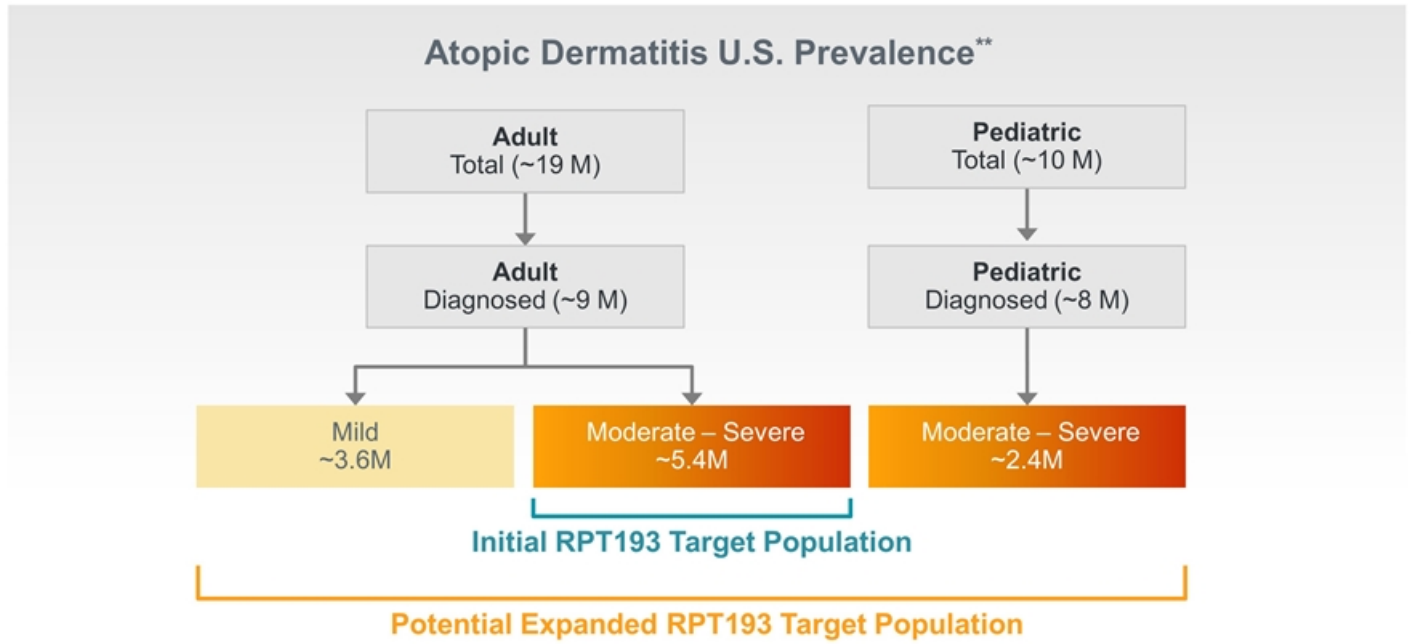 Atopic Dermatitis U.S. Prevalence**
Adult
Total (~19 M)
Pediatric
Total (~10 M)
Adult
Diagnosed (~9 M)
Pediatric
Diagnosed (~8 M)
Mild
~3.6M
Moderate – Severe
~5.4M
Moderate – Severe
~2.4M
Initial RPT193 Target Population
Potential Expanded RPT193 Target Population